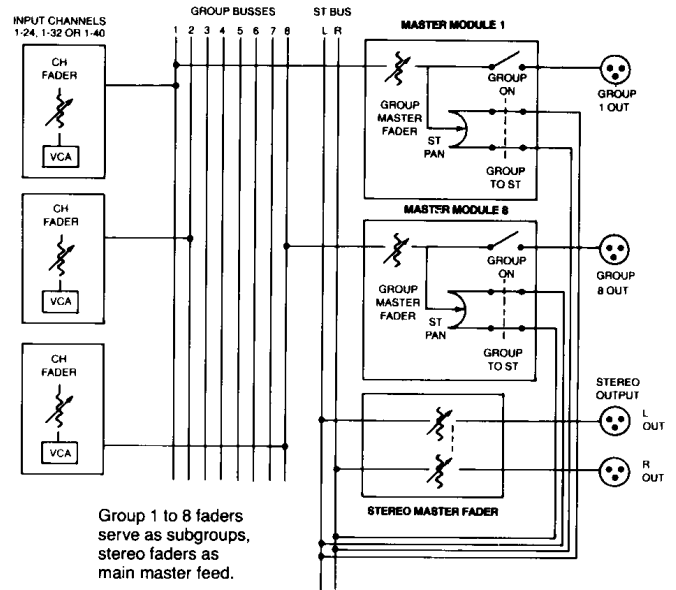 INPUT CHANNELS
1-24, 1-32 OR 1-40
GROUP BUSSES
1 2 3 4 5 6 7 8
ST BUS
L R
MASTER MODULE 1
CH
FADER
VCA
GROUP
ON
GROUP
MASTER
FADER
ST
PAN
GROUP
TO ST
GROUP
1 OUT
MASTER MODULE 8
CH
FADER
VCA
GROUP
ON
GROUP
MASTER
FADER
ST
PAN
GROUP
TO ST
GROUP
8 OUT
CH
FADER
VCA
STEREO
OUTPUT
L
OUT
R
OUT
STEREO MASTER FADER
Group 1 to 8 faders
serve as subgroups,
stereo faders as
main master feed.